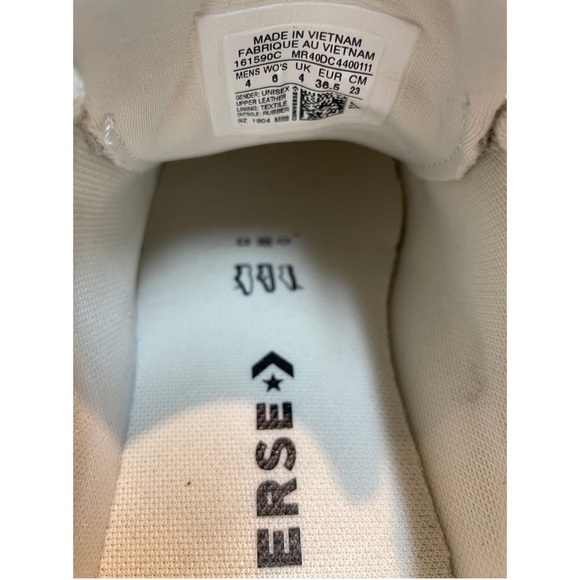 MADE IN VIETNAM
FABRIQUE AU VIETNAM
161590C MR40DC4400111
MENS WO'S UK EUR CM
4 6 4 36.5 23
GENDER: UNISEX
UPPER: LEATHER
LINING: TEXTILE
OUTSOLE: RUBBER
CONVERSE
ERSE